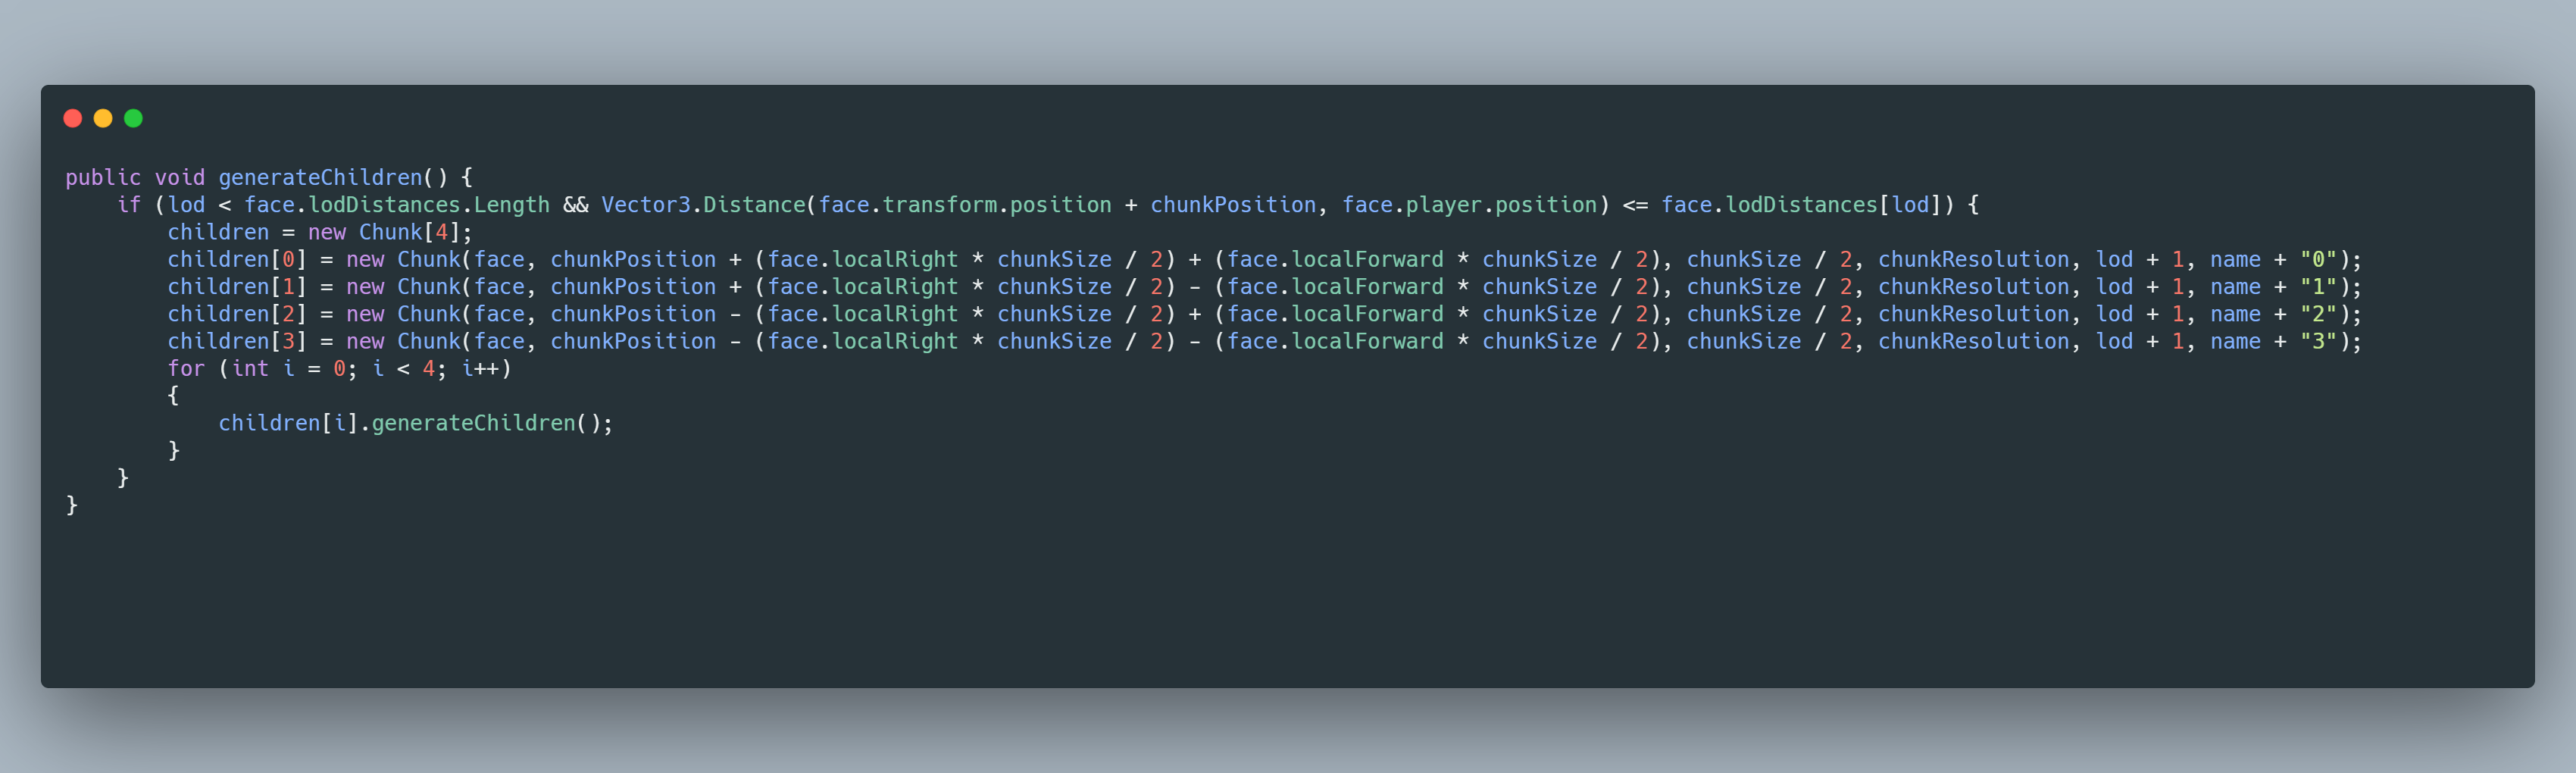 public void generateChildren() {
    if (lod < face.lodDistances.Length && Vector3.Distance(face.transform.position + chunkPosition, face.player.position) <= face.lodDistances[lod]) {
        children = new Chunk[4];
        children[0] = new Chunk(face, chunkPosition + (face.localRight * chunkSize / 2) + (face.localForward * chunkSize / 2), chunkSize / 2, chunkResolution, lod + 1, name + "0");
        children[1] = new Chunk(face, chunkPosition + (face.localRight * chunkSize / 2) - (face.localForward * chunkSize / 2), chunkSize / 2, chunkResolution, lod + 1, name + "1");
        children[2] = new Chunk(face, chunkPosition - (face.localRight * chunkSize / 2) + (face.localForward * chunkSize / 2), chunkSize / 2, chunkResolution, lod + 1, name + "2");
        children[3] = new Chunk(face, chunkPosition - (face.localRight * chunkSize / 2) - (face.localForward * chunkSize / 2), chunkSize / 2, chunkResolution, lod + 1, name + "3");
        for (int i = 0; i < 4; i++)
        {
            children[i].generateChildren();
        }
    }
}